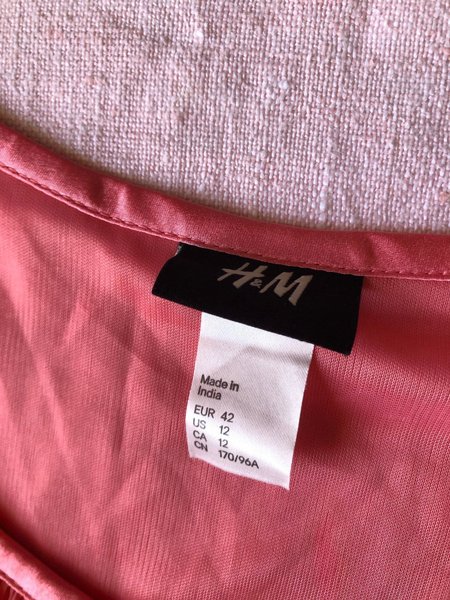 H&M
Made in
India
EUR 42
US 12
CA 12
CN 170/96A